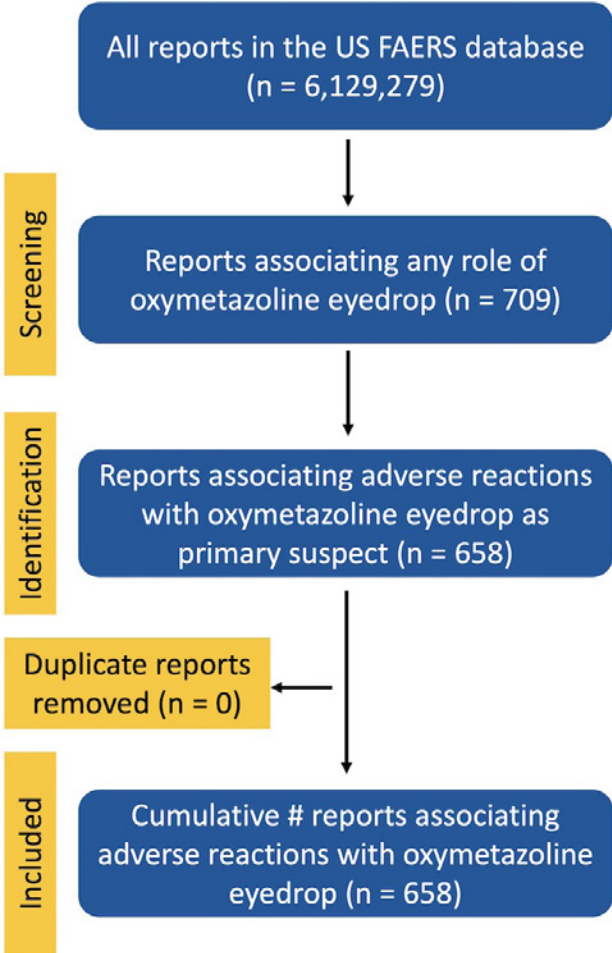 All reports in the US FAERS database
(n = 6,129,279)
Screening
Reports associating any role of
oxymetazoline eyedrop (n = 709)
Identification
Reports associating adverse reactions
with oxymetazoline eyedrop as
primary suspect (n = 658)
Duplicate reports
removed (n = 0)
Included
Cumulative # reports associating
adverse reactions with oxymetazoline
eyedrop (n = 658)